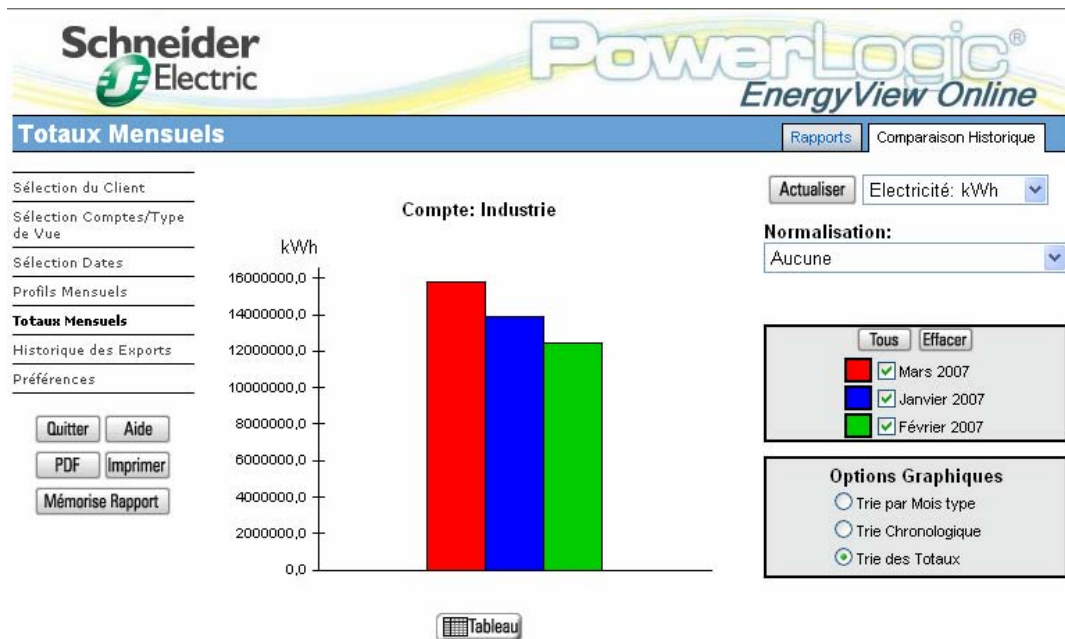 Schneider
Electric
PowerLogic®
EnergyView Online
Totaux Mensuels
Rapports
Comparaison Historique
Sélection du Client
Sélection Comptes/Type
de Vue
Sélection Dates
Profils Mensuels
Totaux Mensuels
Historique des Exports
Préférences
Quitter
Aide
PDF
Imprimer
Mémorise Rapport
Compte: Industrie
kWh
16000000,0
14000000,0
12000000,0
10000000,0
8000000,0
6000000,0
4000000,0
2000000,0
0,0
Tableau
Actualiser
Electricité: kWh
Normalisation:
Aucune
Tous
Effacer
Mars 2007
Janvier 2007
Février 2007
Options Graphiques
Trie par Mois type
Trie Chronologique
Trie des Totaux